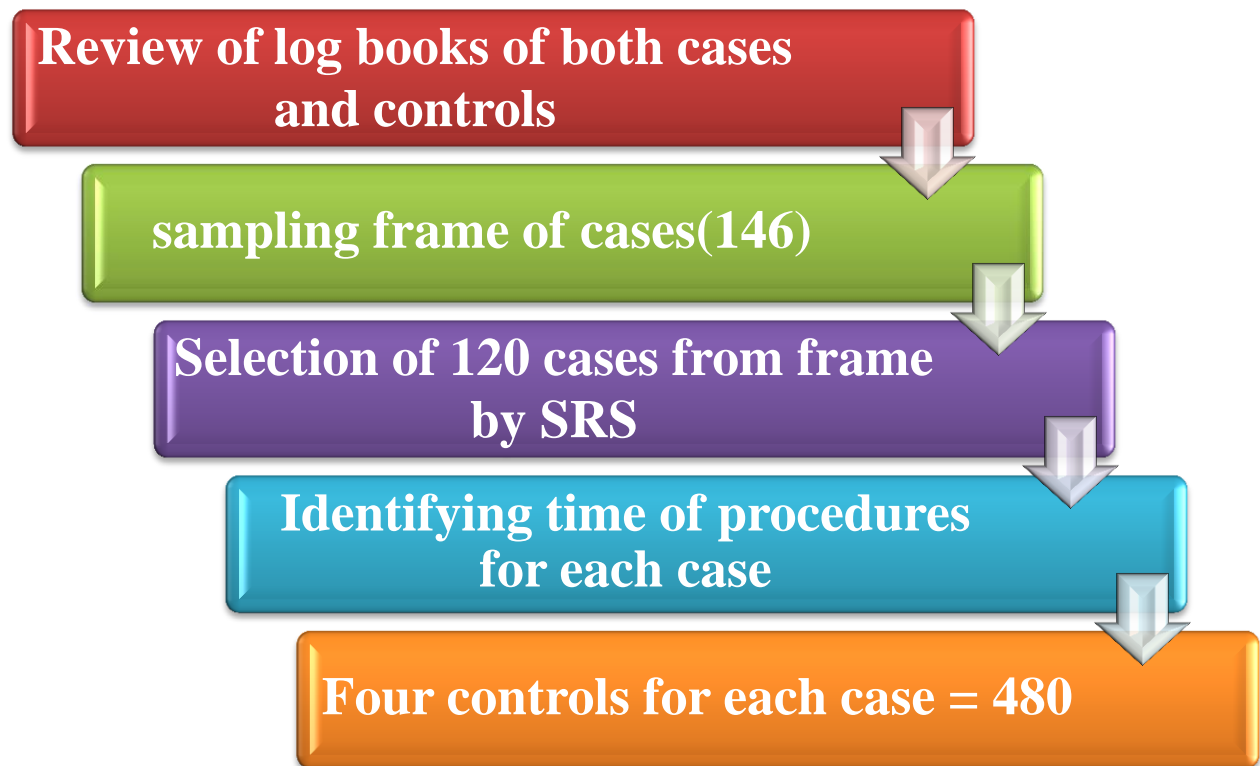 Review of log books of both cases
and controls
sampling frame of cases(146)
Selection of 120 cases from frame
by SRS
Identifying time of procedures
for each case
Four controls for each case = 480